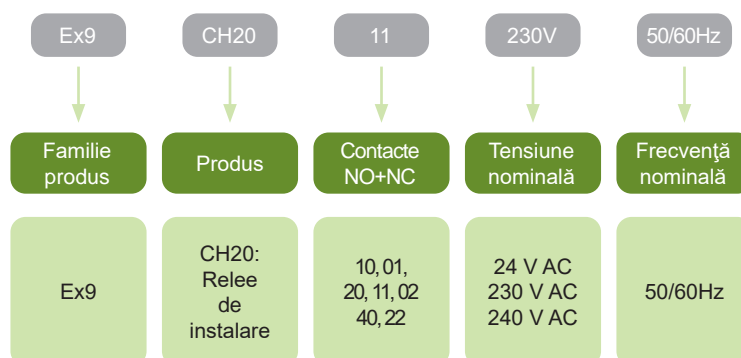 Ex9
CH20
11
230V
50/60Hz
Familie
produs
Produs
Contacte
NO+NC
Tensiune
nominală
Frecvenţă
nominală
Ex9
CH20:
Relee
de
instalare
10, 01,
20, 11, 02
40, 22
24 V AC
230 V AC
240 V AC
50/60Hz